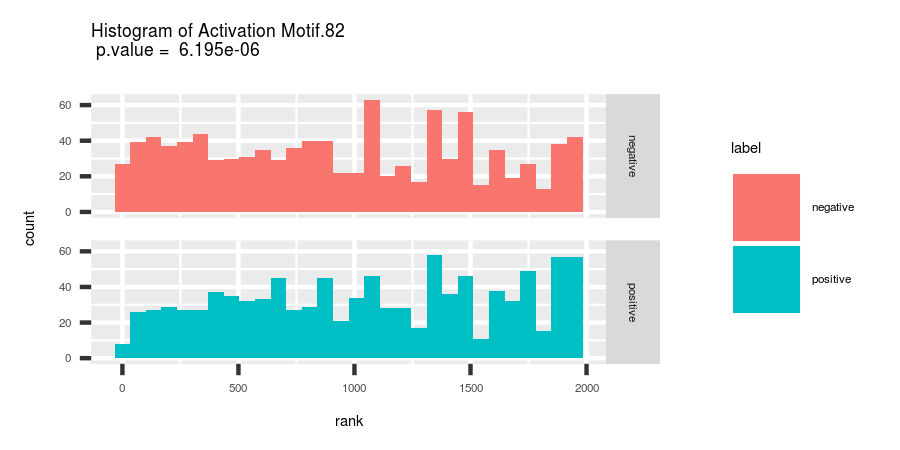 Histogram of Activation Motif.82
p.value = 6.195e-06
count
60
40
20
0
negative
60
40
20
0
positive
0
500
1000
1500
2000
rank
label
negative
positive